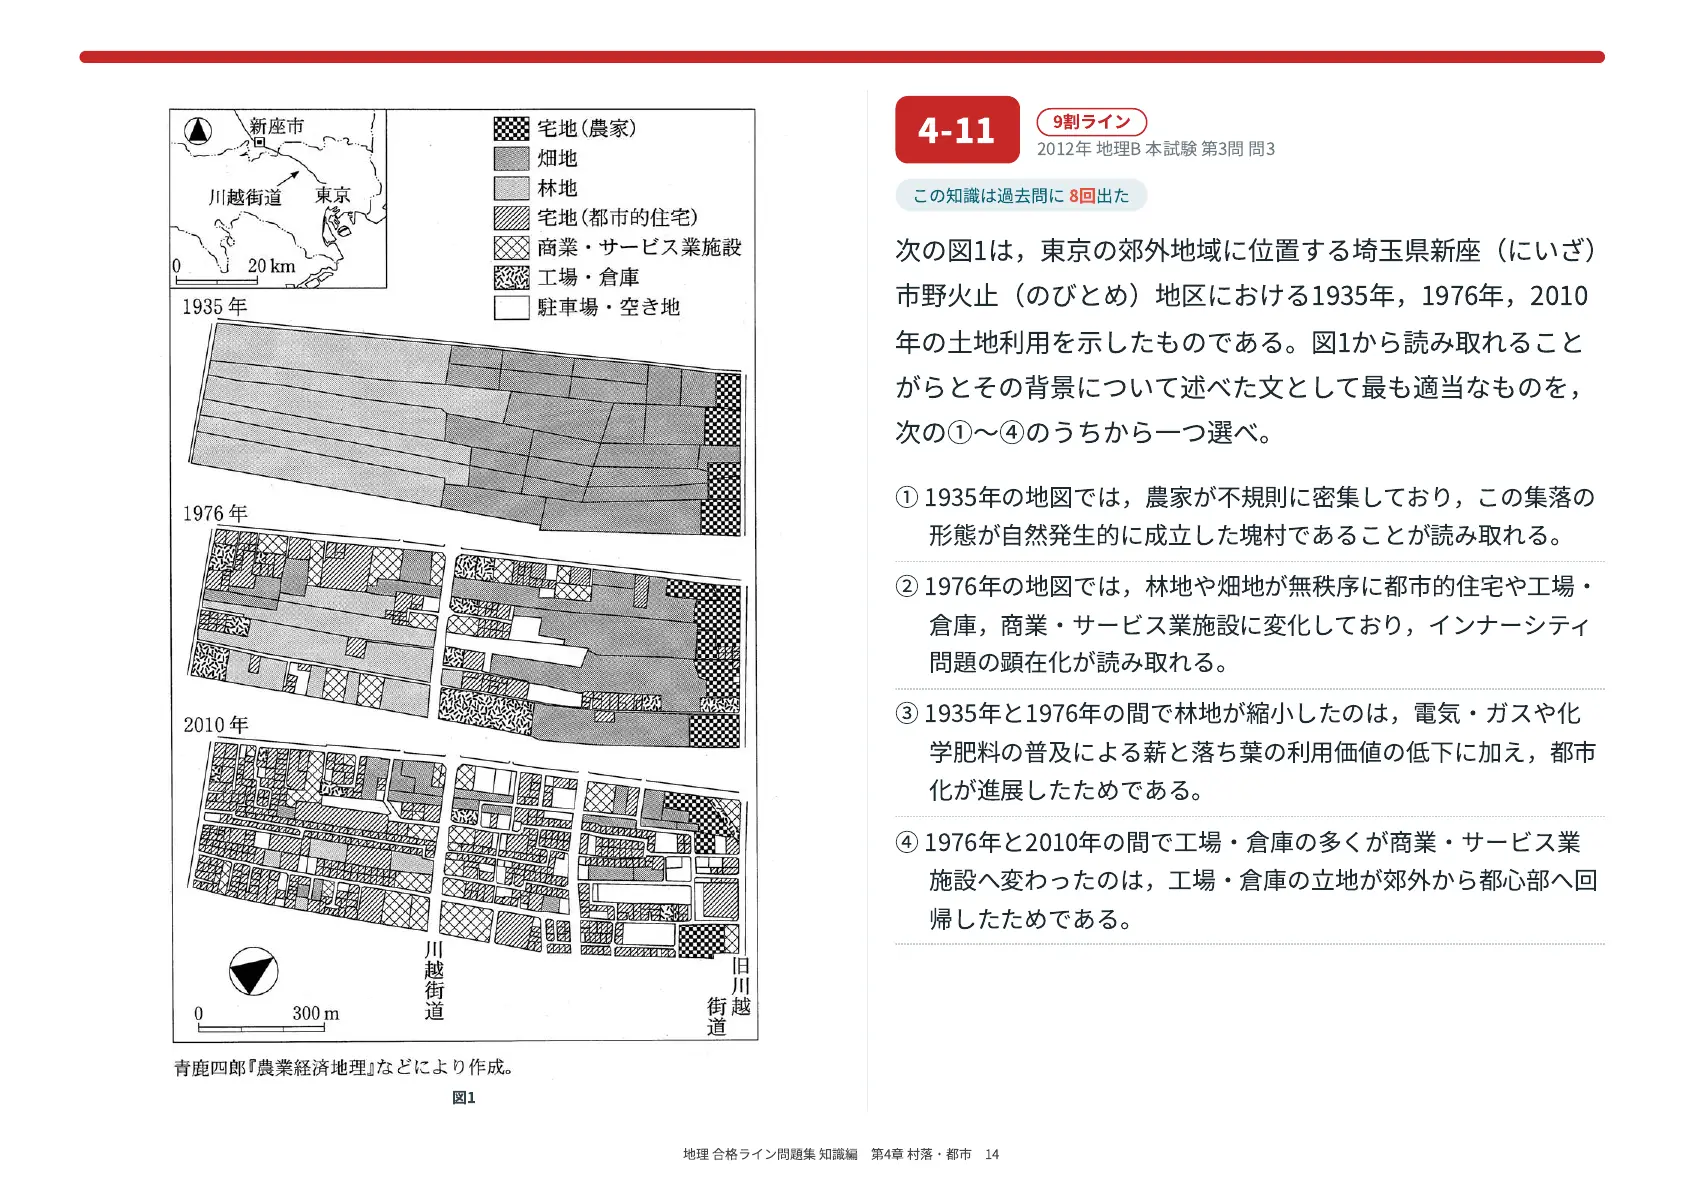 新座市
川越街道
東京
0 20 km
宅地(農家)
畑地
林地
宅地(都市的住宅)
商業・サービス業施設
工場・倉庫
駐車場・空き地
1935年
1976年
2010年
川越街道
旧川越街道
0 300 m
青鹿四郎『農業経済地理』などにより作成。
図1
4-11
9割ライン
2012年 地理B 本試験 第3問 問3
この知識は過去問に 8回出た
次の図1は，東京の郊外地域に位置する埼玉県新座（にいざ）
市野火止（のびとめ）地区における1935年，1976年，2010
年の土地利用を示したものである。図1から読み取れること
がらとその背景について述べた文として最も適当なものを，
次の①～④のうちから一つ選べ。
① 1935年の地図では，農家が不規則に密集しており，この集落の
形態が自然発生的に成立した塊村であることが読み取れる。
② 1976年の地図では，林地や畑地が無秩序に都市的住宅や工場・
倉庫，商業・サービス業施設に変化しており，インナーシティ
問題の顕在化が読み取れる。
③ 1935年と1976年の間で林地が縮小したのは，電気・ガスや化
学肥料の普及による薪と落ち葉の利用価値の低下に加え，都市
化が進展したためである。
④ 1976年と2010年の間で工場・倉庫の多くが商業・サービス業
施設へ変わったのは，工場・倉庫の立地が郊外から都心部へ回
帰したためである。
地理 合格ライン問題集 知識編 第4章 村落・都市 14